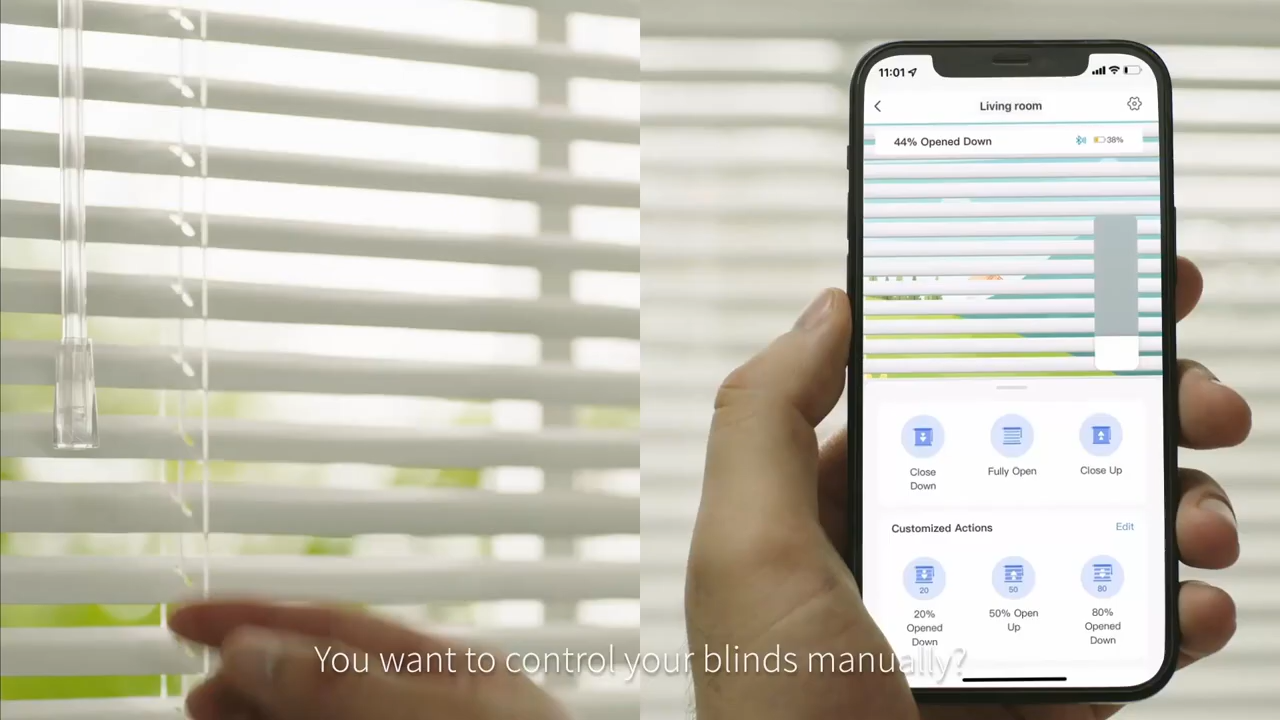 11:01
Living room
44% Opened Down
38%
Close Down
Fully Open
Close Up
Customized Actions
Edit
20
50
80
20% Opened Down
50% Open Up
80% Opened Down
You want to control your blinds manually?